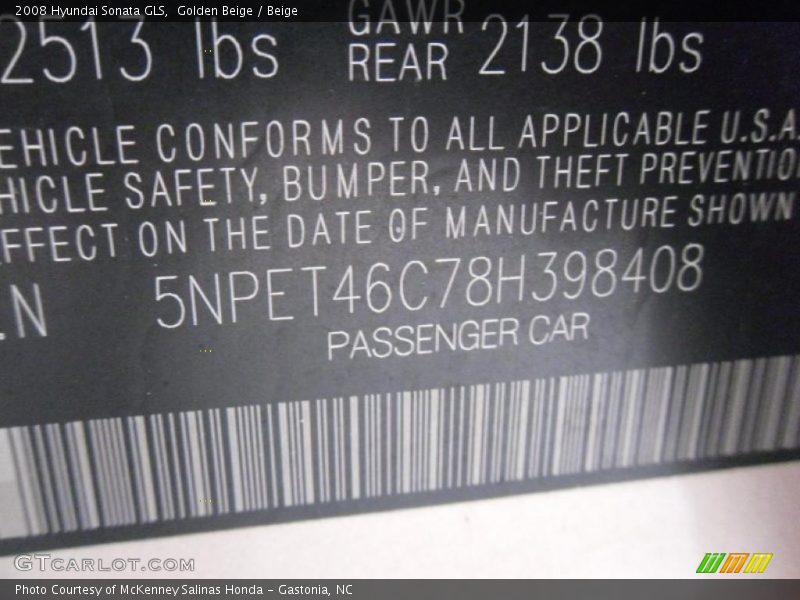 2008 Hyundai Sonata GLS, Golden Beige / Beige
GAWR
2513 lbs REAR 2138 lbs
EHICLE CONFORMS TO ALL APPLICABLE U.S.A.
HICLE SAFETY, BUMPER, AND THEFT PREVENTIO
EFFECT ON THE DATE OF MANUFACTURE SHOWN
.N 5NPET46C78H398408
PASSENGER CAR
GTCARLOT.COM
Photo Courtesy of McKenney Salinas Honda - Gastonia, NC